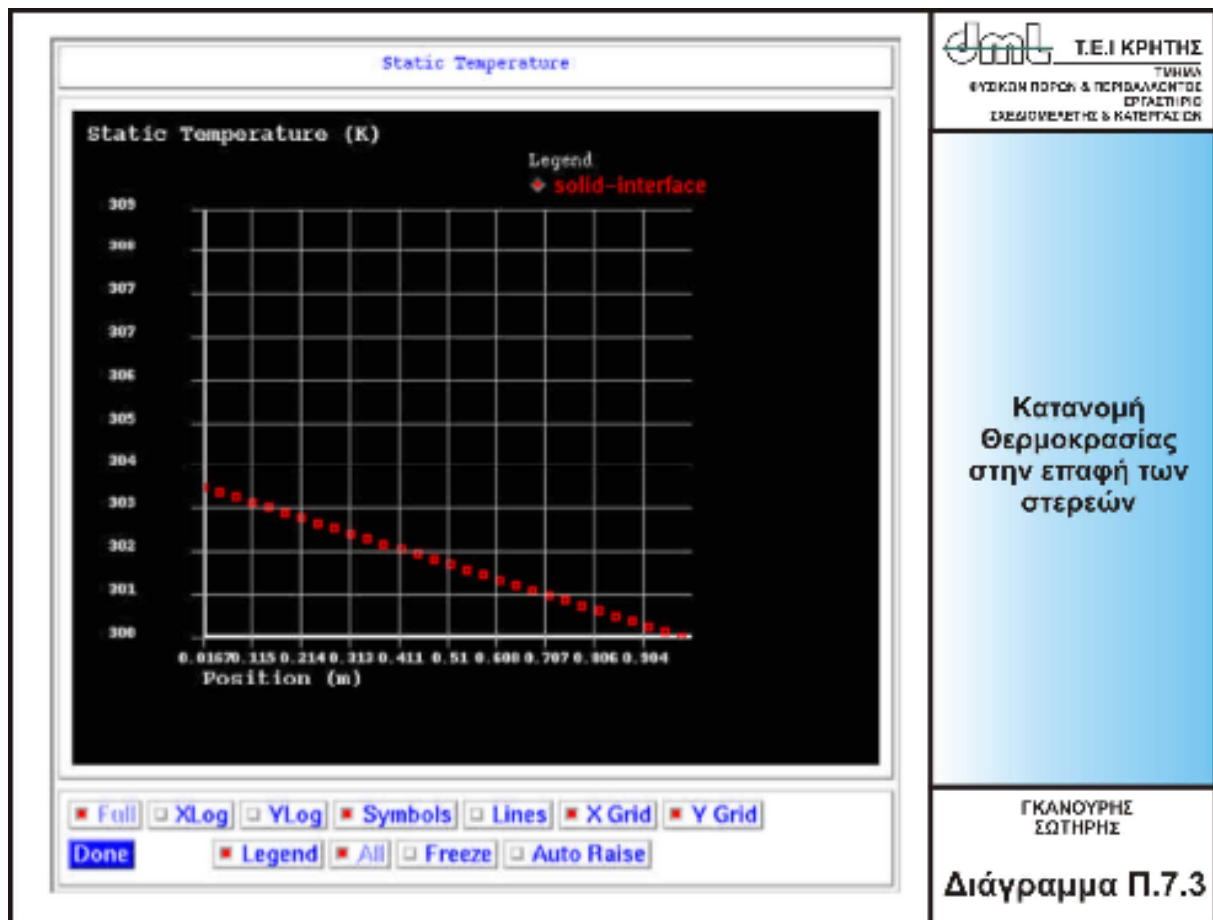 Static Temperature
Static Temperature (K)
Legend
solid-interface
309
308
307
307
306
305
304
303
302
301
300
0.0167 0.115 0.214 0.313 0.411 0.51 0.608 0.707 0.806 0.904
Position (m)
Full XLog YLog Symbols Lines X Grid Y Grid
Done Legend All Freeze Auto Raise
dml Τ.Ε.Ι ΚΡΗΤΗΣ
ΤΜΗΜΑ
ΦΥΣΙΚΩΝ ΠΟΡΩΝ & ΠΕΡΙΒΑΛΛΟΝΤΟΣ
ΕΡΓΑΣΤΗΡΙΟ
ΣΧΕΔΙΟΜΕΛΕΤΗΣ & ΚΑΤΕΡΓΑΣΙΩΝ
Κατανομή
Θερμοκρασίας
στην επαφή των
στερεών
ΓΚΑΝΟΥΡΗΣ
ΣΩΤΗΡΗΣ
Διάγραμμα Π.7.3